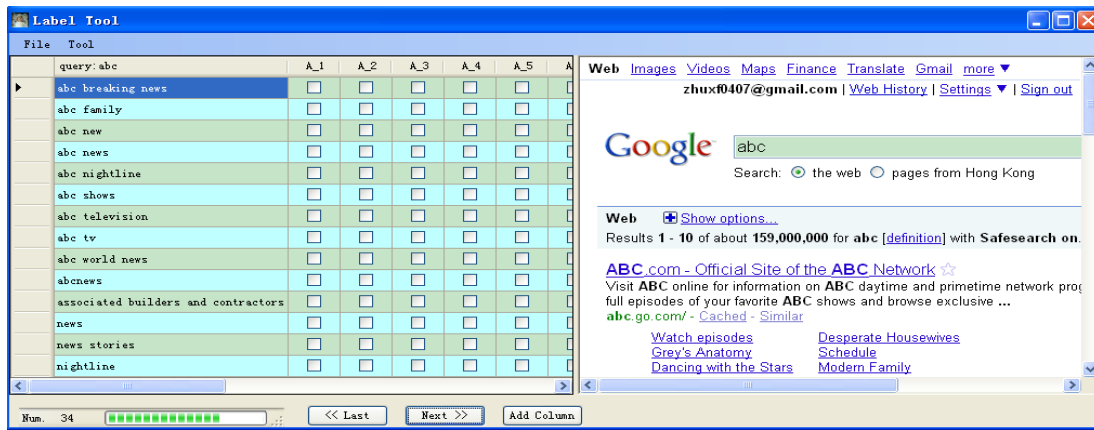 Label Tool
File Tool
query:abc A_1 A_2 A_3 A_4 A_5 A
abc breaking news
abc family
abc new
abc news
abc nightline
abc shows
abc television
abc tv
abc world news
abcnews
associated builders and contractors
news
news stories
nightline
Num. 34 << Last Next >> Add Column
Web Images Videos Maps Finance Translate Gmail more ▼
zhuxf0407@gmail.com | Web History | Settings ▼ | Sign out
Google abc
Search: the web pages from Hong Kong
Web Show options...
Results 1 - 10 of about 159,000,000 for abc [definition] with Safesearch on.
ABC.com - Official Site of the ABC Network ☆
Visit ABC online for information on ABC daytime and primetime network prog
full episodes of your favorite ABC shows and browse exclusive ...
abc.go.com/ - Cached - Similar
Watch episodes Desperate Housewives
Grey's Anatomy Schedule
Dancing with the Stars Modern Family